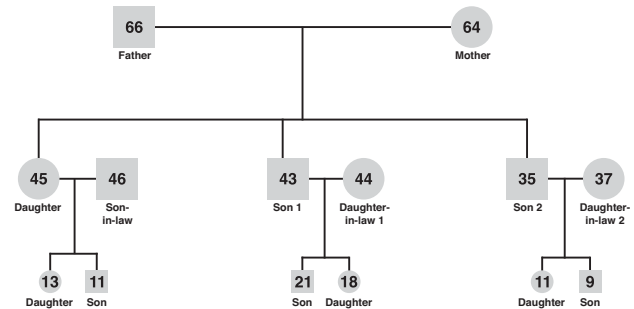 66
64
Father
Mother
45
46
43
44
35
37
Daughter
Son-
in-law
Son 1
Daughter-
in-law 1
Son 2
Daughter-
in-law 2
13
11
21
18
11
9
Daughter
Son
Son
Daughter
Daughter
Son